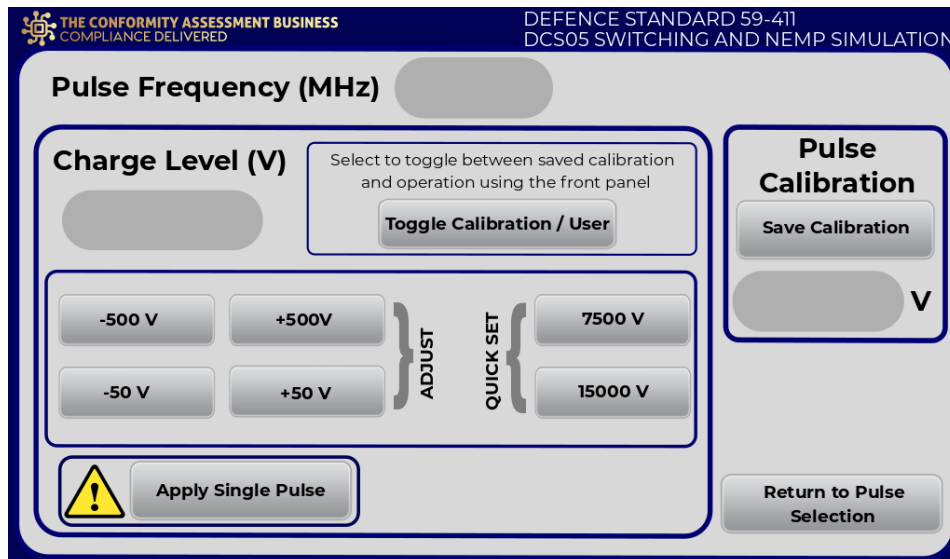 THE CONFORMITY ASSESSMENT BUSINESS
COMPLIANCE DELIVERED
DEFENCE STANDARD 59-411
DCS05 SWITCHING AND NEMP SIMULATION
Pulse Frequency (MHz)
Charge Level (V)
Select to toggle between saved calibration
and operation using the front panel
Toggle Calibration / User
-500 V
+500V
-50 V
+50 V
ADJUST
QUICK SET
7500 V
15000 V
!
Apply Single Pulse
Pulse
Calibration
Save Calibration
V
Return to Pulse
Selection